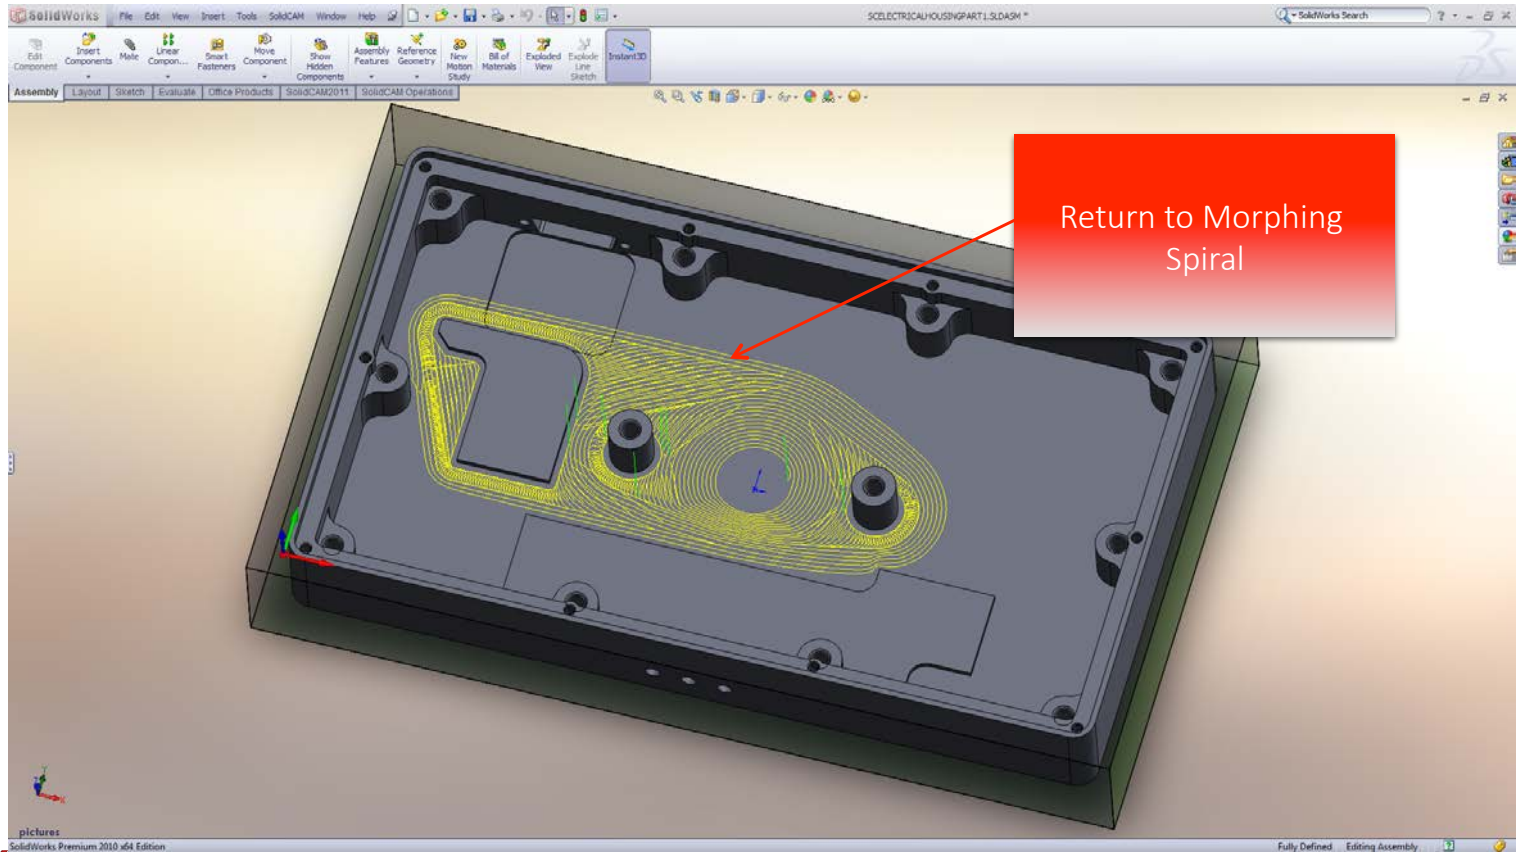 SolidWorks File Edit View Insert Tools SolidCAM Window Help SCELECTRICALHOUSINGPART1.SLDASM * SolidWorks Search
Edit Component
Insert Components
Mate
Linear Compon...
Smart Fasteners
Move Component
Show Hidden Components
Assembly Features
Reference Geometry
New Motion Study
Bill of Materials
Exploded View
Explode Line Sketch
Instant3D
Assembly Layout Sketch Evaluate Office Products SolidCAM2011 SolidCAM Operations
Return to Morphing
Spiral
pictures
SolidWorks Premium 2010 x64 Edition Fully Defined Editing Assembly